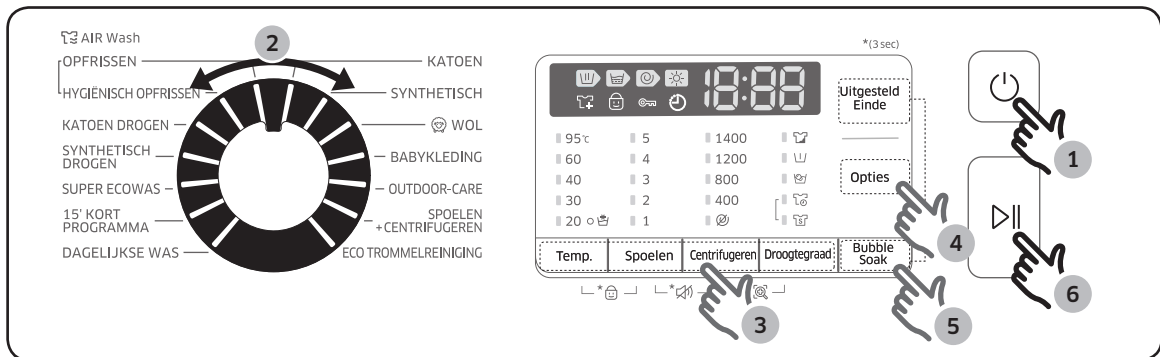 AIR Wash
OPFRISSEN
HYGIËNISCH OPFRISSEN
KATOEN DROGEN
SYNTHETISCH
DROGEN
SUPER ECOWAS
15' KORT
PROGRAMMA
DAGELIJKSE WAS
2
KATOEN
SYNTHETISCH
WOL
BABYKLEDING
OUTDOOR-CARE
SPOELEN
+CENTRIFUGEREN
ECO TROMMELREINIGING
*(3 sec)
18:88
Uitgesteld
Einde
95℃ 5 1400
60 4 1200
40 3 800
30 2 400
20 1
Opties
Temp. Spoelen Centrifugeren Droogtegraad Bubble
Soak
* *
1
4
3
5
6